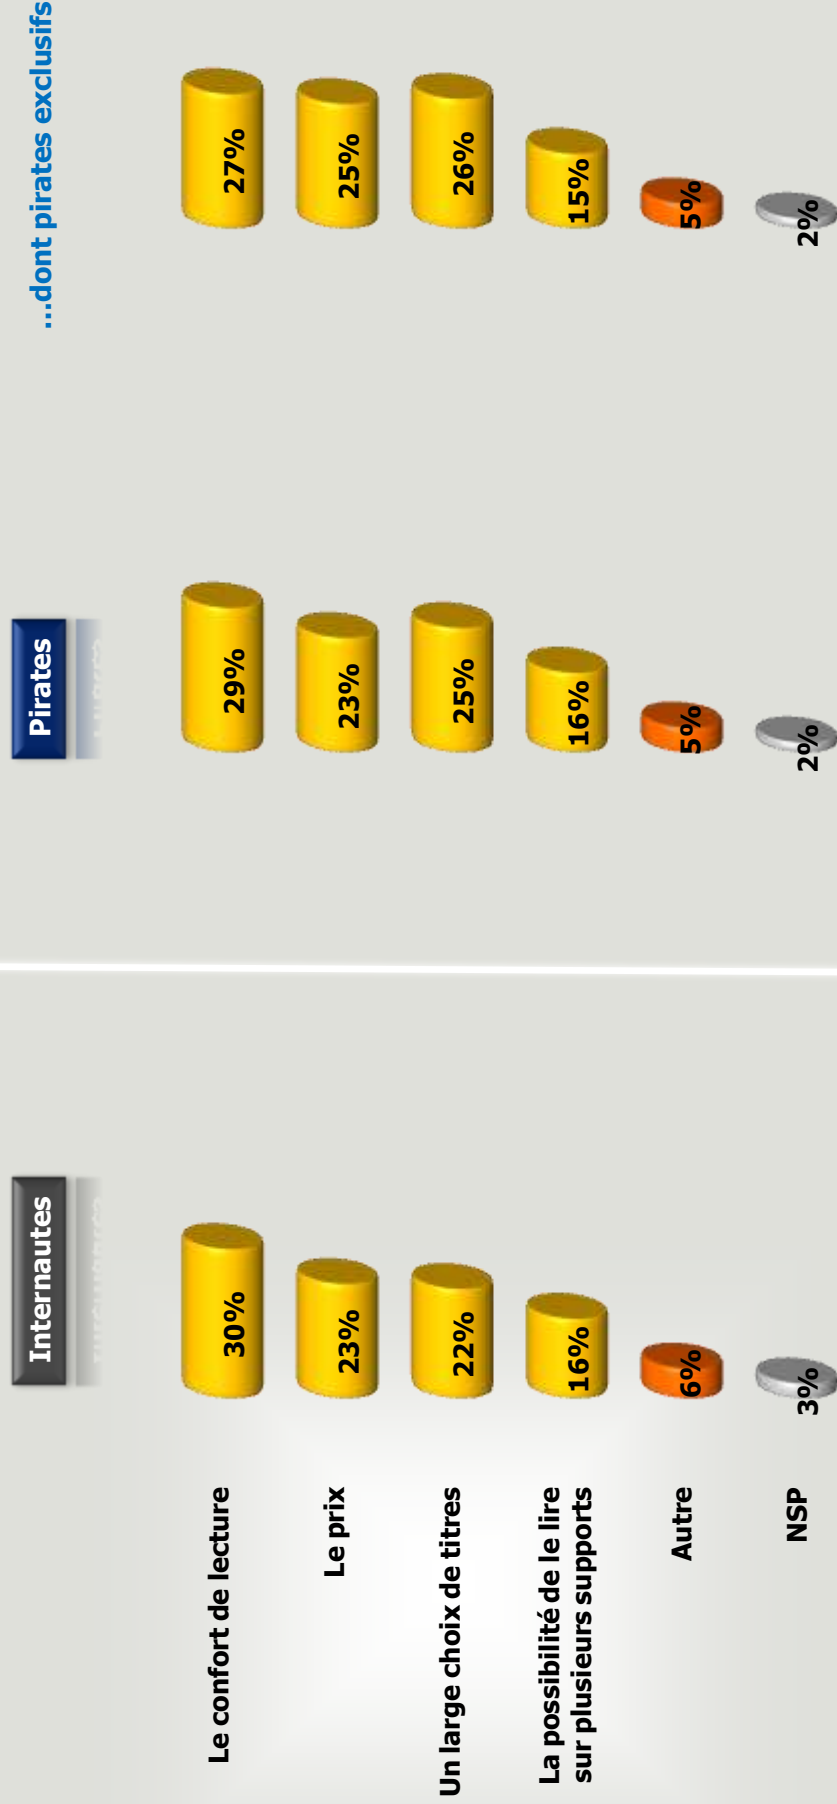 Internautes
Pirates
...dont pirates exclusifs
Le confort de lecture
30%
29%
27%
Le prix
23%
23%
25%
Un large choix de titres
22%
25%
26%
La possibilité de le lire
sur plusieurs supports
16%
16%
15%
Autre
6%
5%
5%
NSP
3%
2%
2%